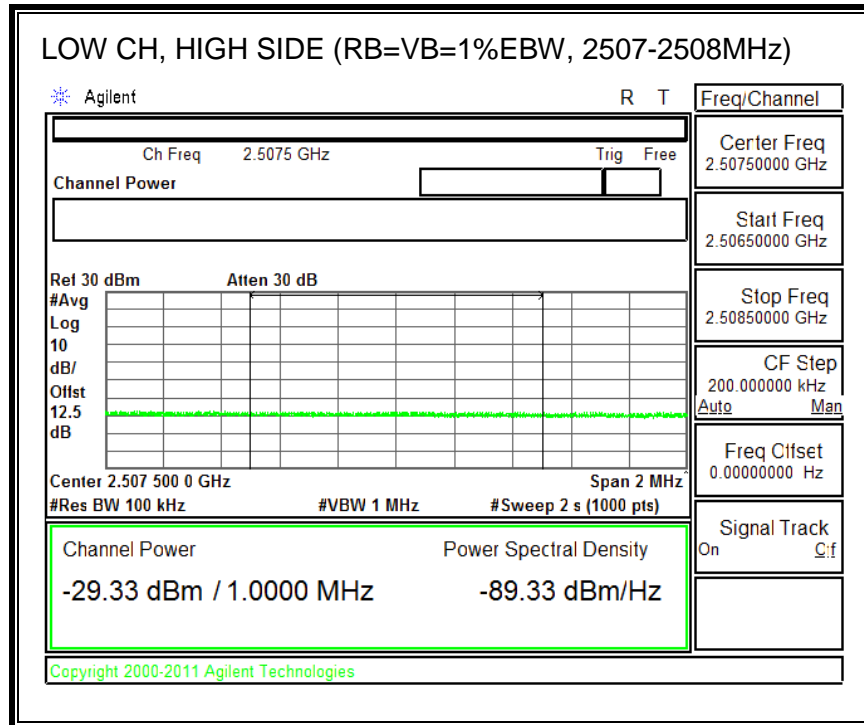 LOW CH, HIGH SIDE (RB=VB=1%EBW, 2507-2508MHz)
Agilent R T
Freq/Channel
Ch Freq 2.5075 GHz Trig Free
Channel Power
Center Freq
2.50750000 GHz
Start Freq
2.50650000 GHz
Ref 30 dBm Atten 30 dB
#Avg
Log
10
dB/
Offst
12.5
dB
Stop Freq
2.50850000 GHz
CF Step
200.000000 kHz
Auto Man
Freq Offset
0.00000000 Hz
Center 2.507 500 0 GHz Span 2 MHz
#Res BW 100 kHz #VBW 1 MHz #Sweep 2 s (1000 pts)
Signal Track
On Off
Channel Power Power Spectral Density
-29.33 dBm / 1.0000 MHz -89.33 dBm/Hz
Copyright 2000-2011 Agilent Technologies